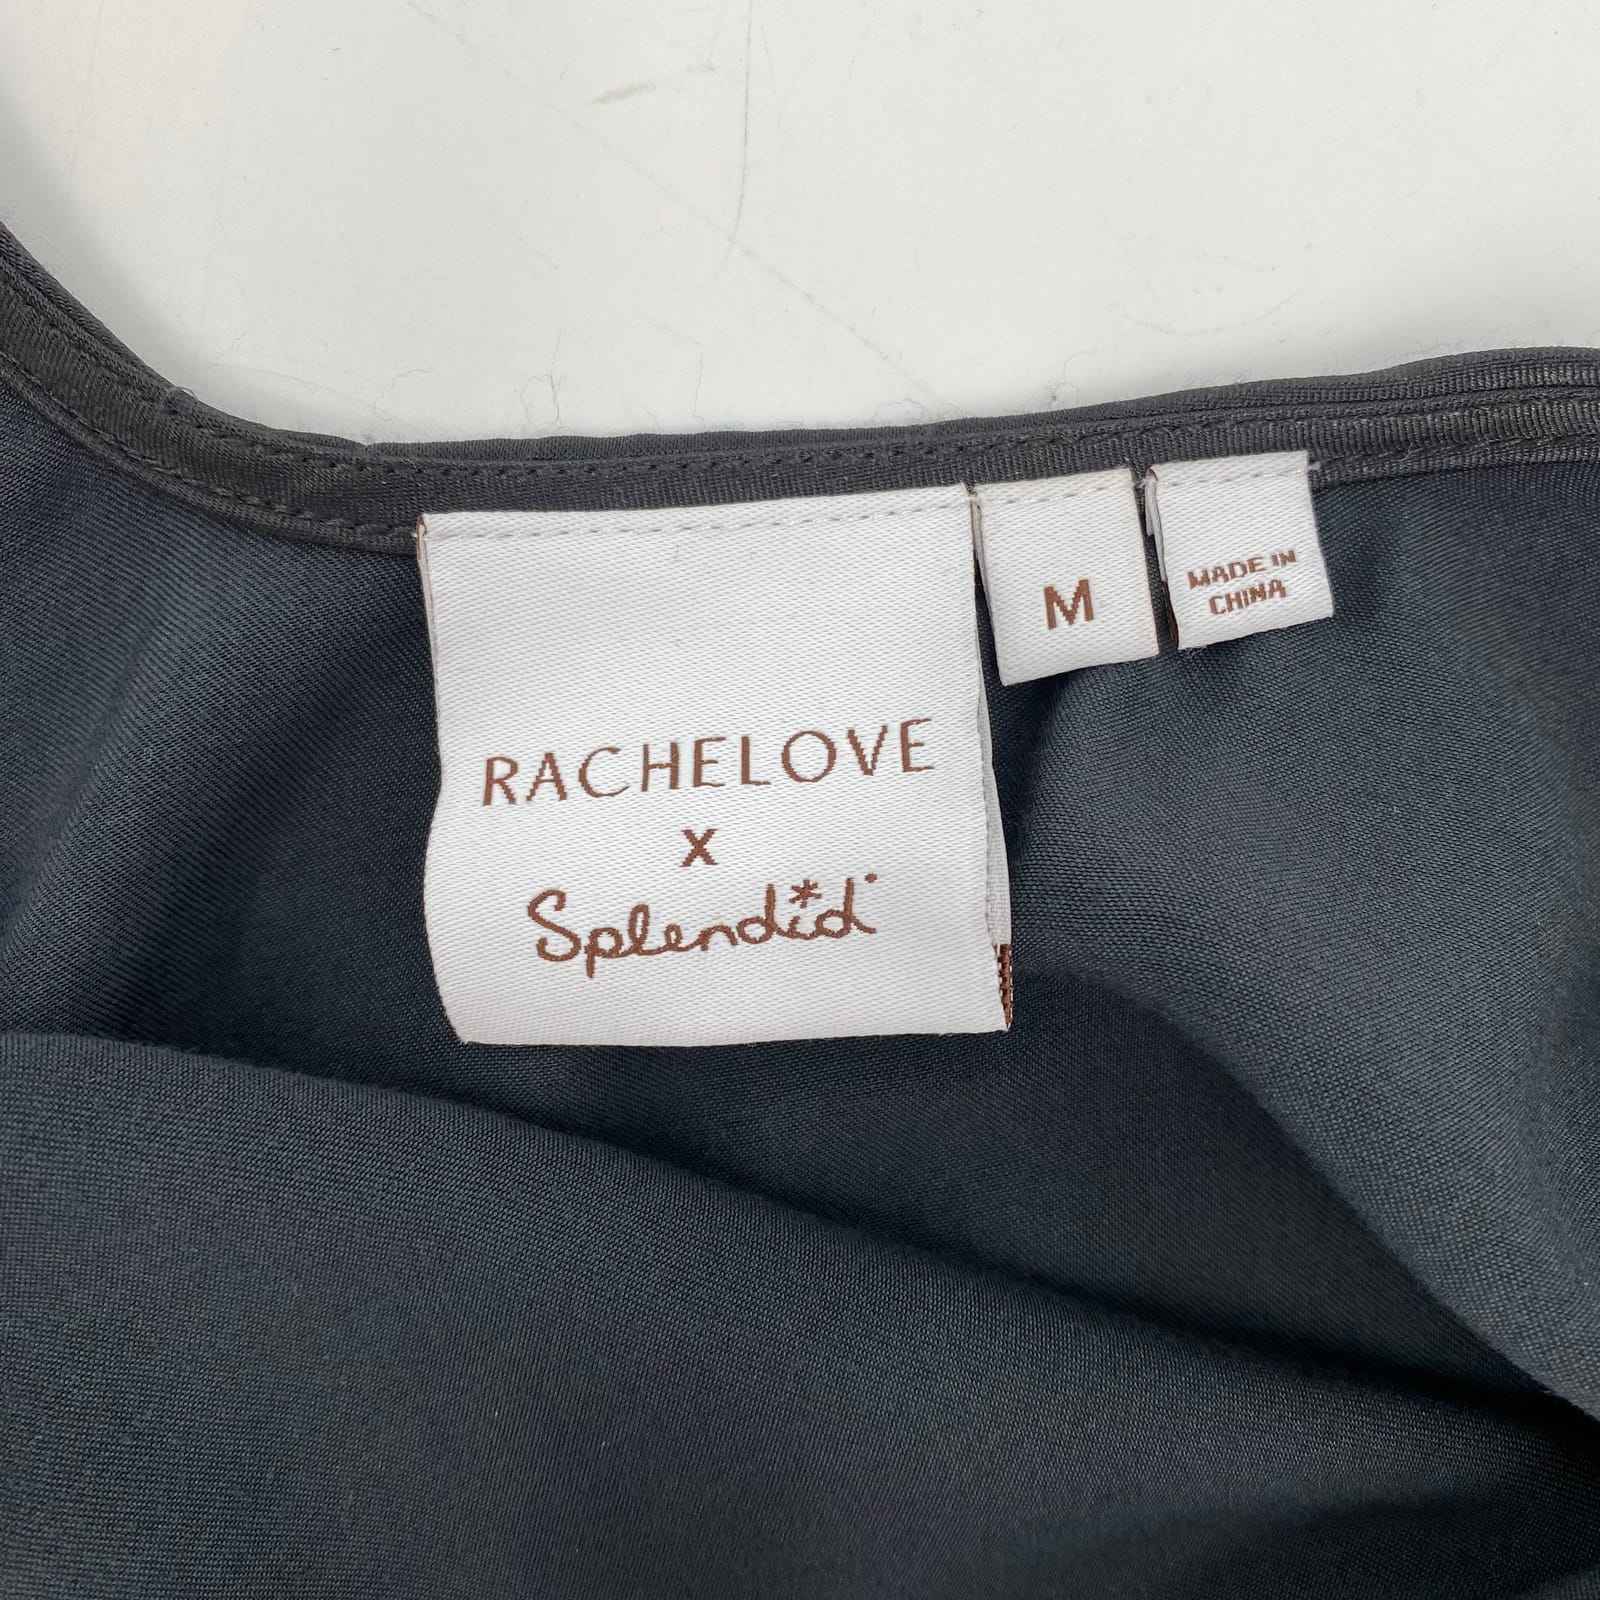 RACHELOVE
X
Splendid
M
MADE IN
CHINA